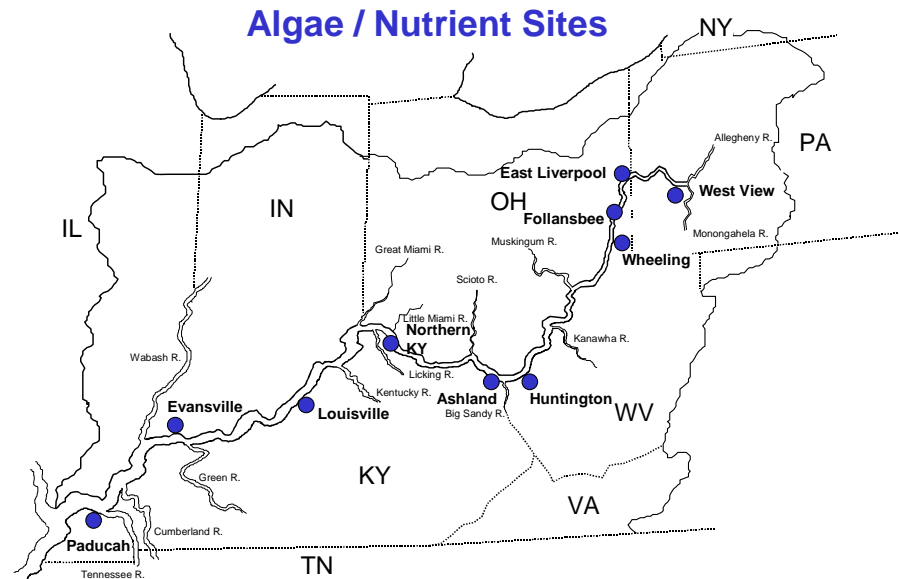 Algae / Nutrient Sites
NY
PA
Allegheny R.
East Liverpool
West View
OH
IN
Follansbee
IL
Monongahela R.
Muskingum R.
Great Miami R.
Wheeling
Scioto R.
Little Miami R.
Northern
KY
Kanawha R.
Wabash R.
Licking R.
Kentucky R.
Ashland
Huntington
Evansville
Louisville
Big Sandy R.
WV
Green R.
KY
VA
Cumberland R.
Paducah
TN
Tennessee R.